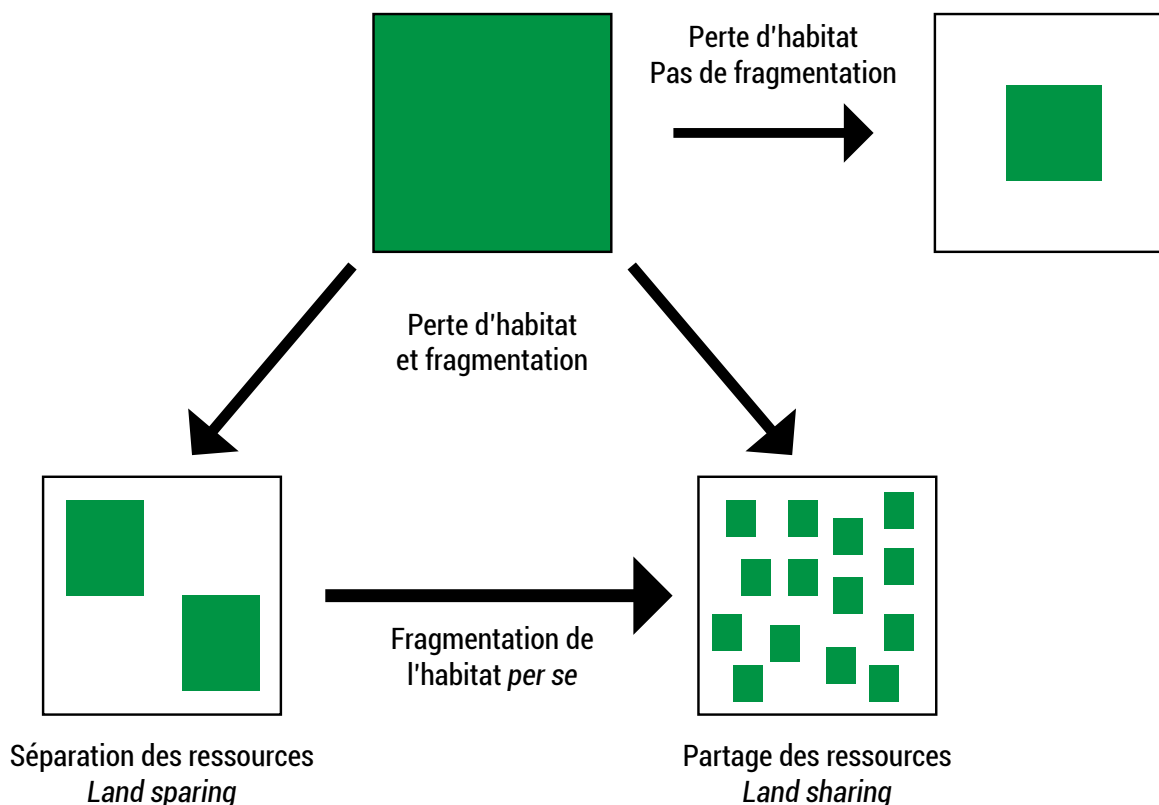 Perte d'habitat
Pas de fragmentation
Perte d'habitat
et fragmentation
Fragmentation de
l'habitat per se
Séparation des ressources
Land sparing
Partage des ressources
Land sharing